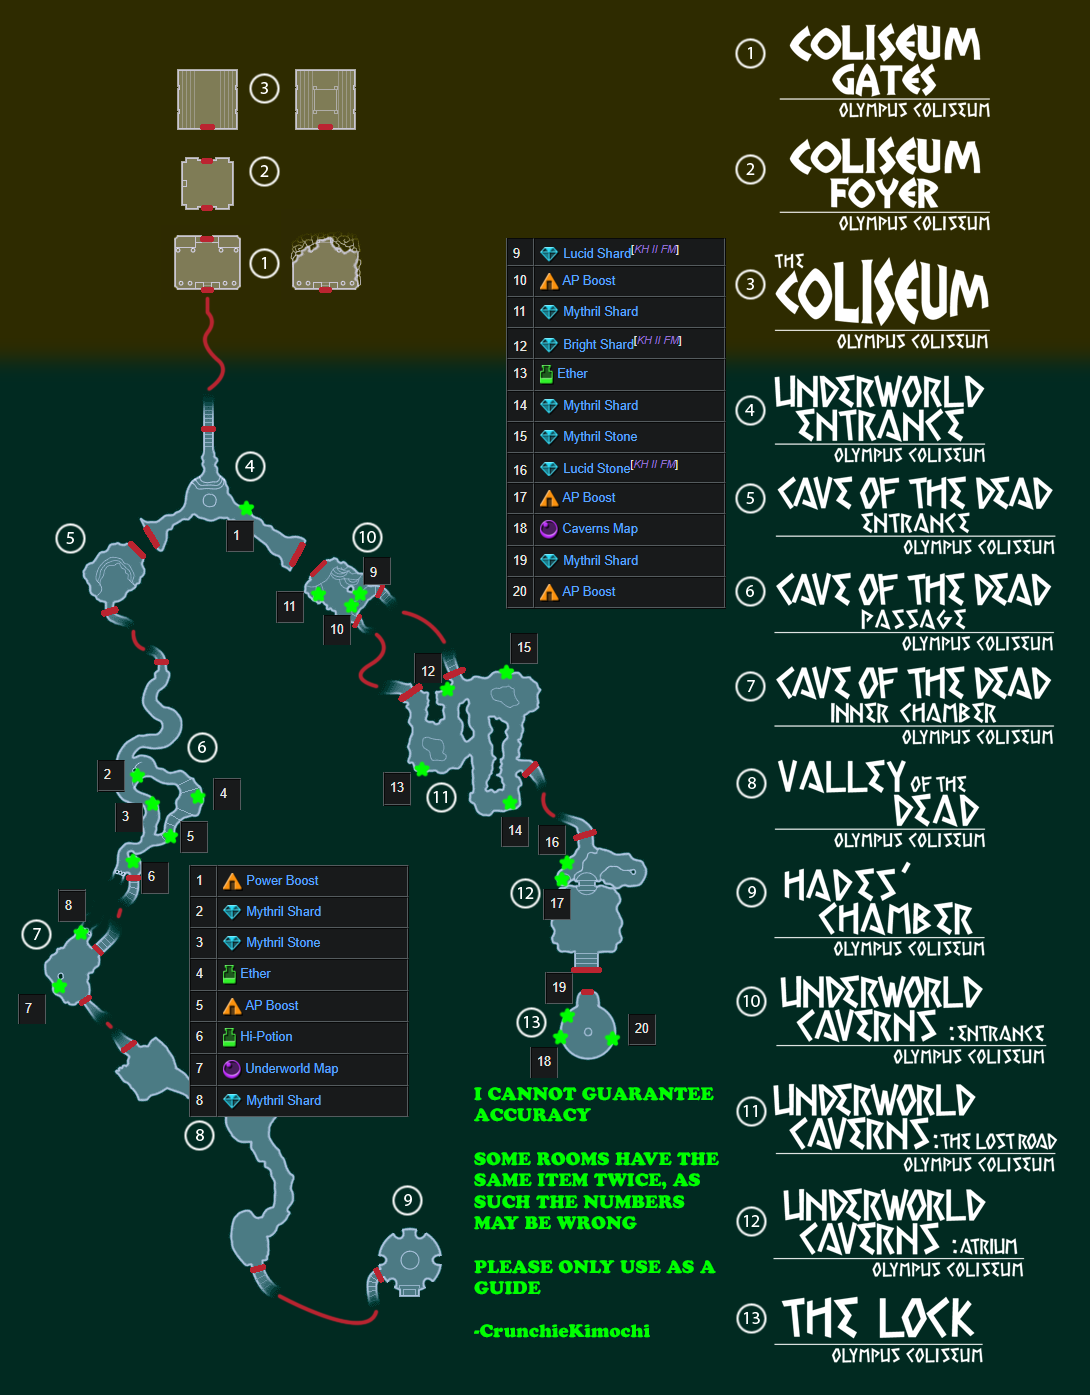 1
COLISEUM
GATES
OLYMPUS COLISEUM
2
COLISEUM
FOYER
OLYMPUS COLISEUM
3
THE
COLISEUM
OLYMPUS COLISEUM
4
UNDERWORLD
ENTRANCE
OLYMPUS COLISEUM
5
CAVE OF THE DEAD
ENTRANCE
OLYMPUS COLISEUM
6
CAVE OF THE DEAD
PASSAGE
OLYMPUS COLISEUM
7
CAVE OF THE DEAD
INNER CHAMBER
OLYMPUS COLISEUM
8
VALLEY OF THE
DEAD
OLYMPUS COLISEUM
9
HADES'
CHAMBER
OLYMPUS COLISEUM
10
UNDERWORLD
CAVERNS :ENTRANCE
OLYMPUS COLISEUM
11
UNDERWORLD
CAVERNS:THE LOST ROAD
OLYMPUS COLISEUM
12
UNDERWORLD
CAVERNS :ATRIUM
OLYMPUS COLISEUM
13
THE LOCK
OLYMPUS COLISEUM
3
2
1
4
1
5
10
9
11
10
12
15
13
11
14
6
2
4
3
5
6
8
7
7
16
12
17
19
13
20
18
8
9
9 Lucid Shard[KH II FM]
10 AP Boost
11 Mythril Shard
12 Bright Shard[KH II FM]
13 Ether
14 Mythril Shard
15 Mythril Stone
16 Lucid Stone[KH II FM]
17 AP Boost
18 Caverns Map
19 Mythril Shard
20 AP Boost
1 Power Boost
2 Mythril Shard
3 Mythril Stone
4 Ether
5 AP Boost
6 Hi-Potion
7 Underworld Map
8 Mythril Shard
I CANNOT GUARANTEE
ACCURACY
SOME ROOMS HAVE THE
SAME ITEM TWICE, AS
SUCH THE NUMBERS
MAY BE WRONG
PLEASE ONLY USE AS A
GUIDE
-CrunchieKimochi